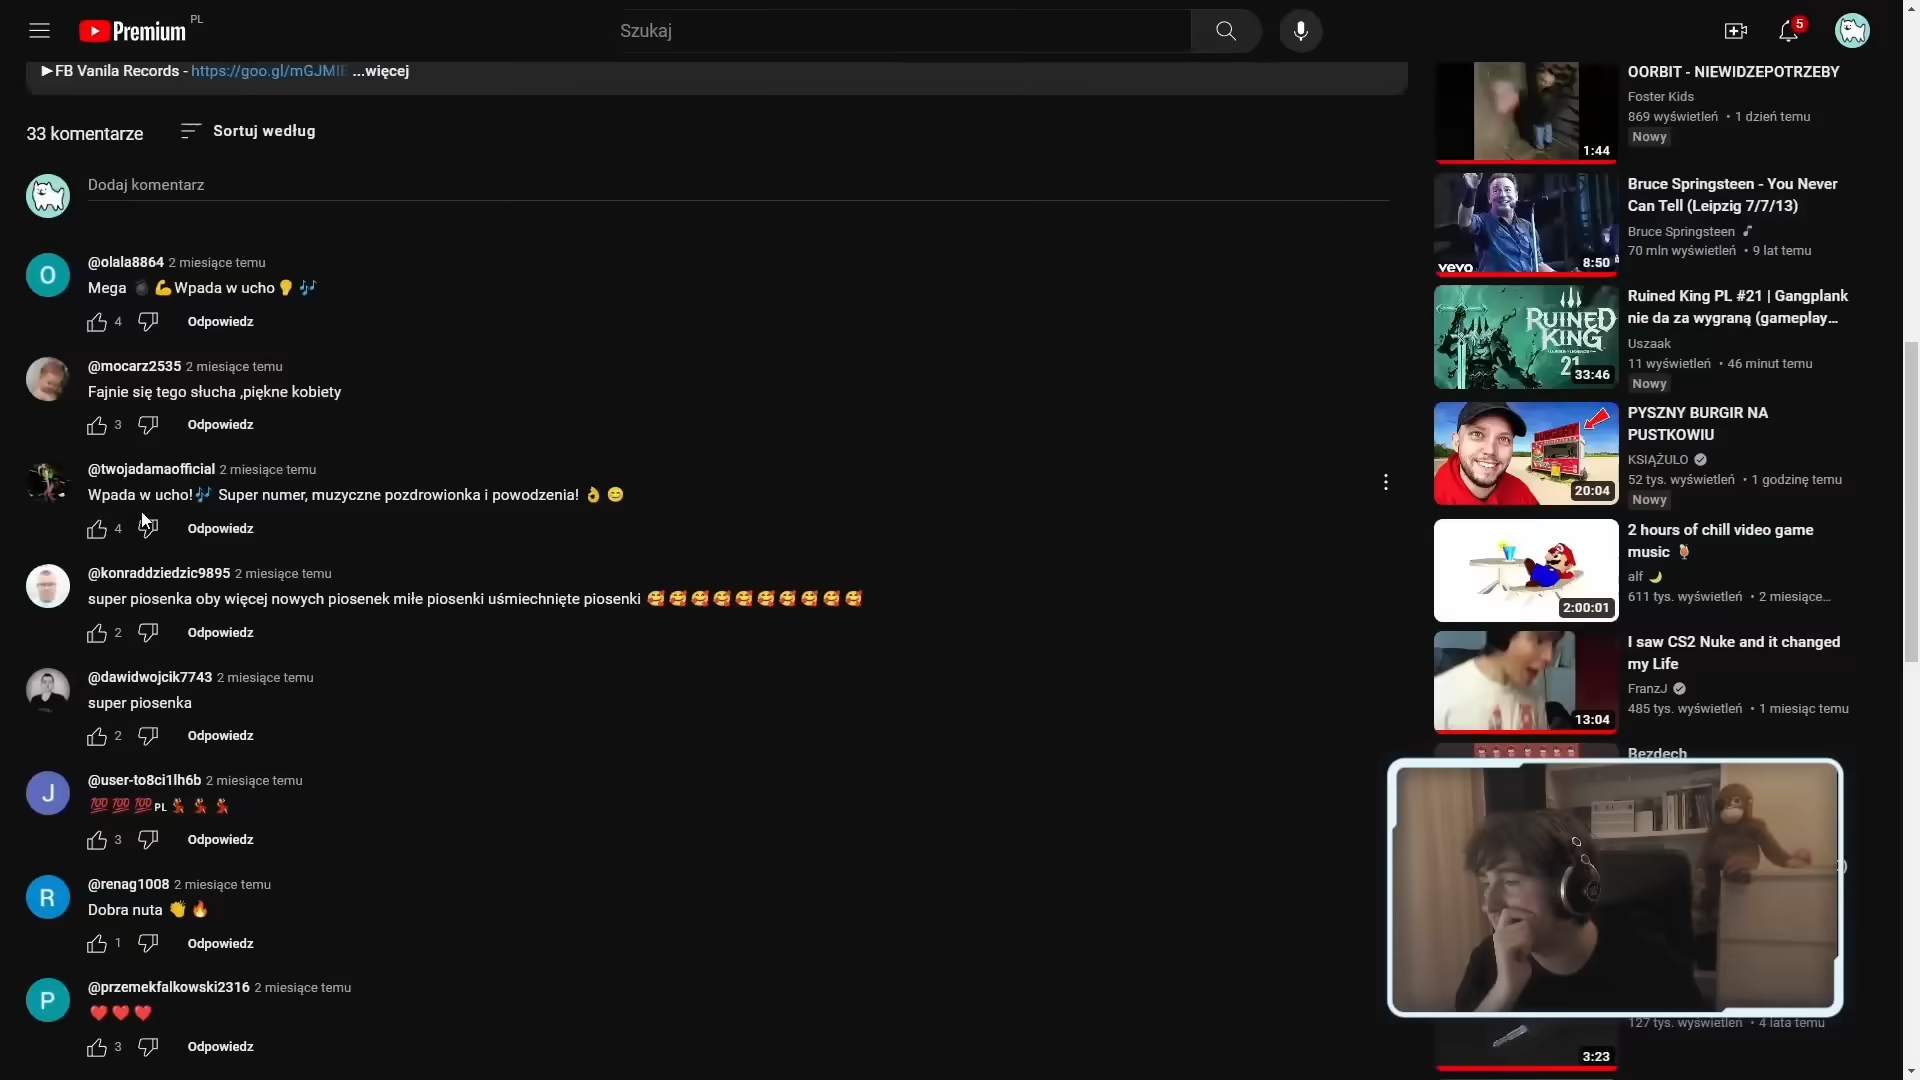 Premium PL
Szukaj
5
▶FB Vanila Records - https://goo.gl/mGJMIE ...więcej
33 komentarze
Sortuj według
Dodaj komentarz
@olala8864 2 miesiące temu
Mega 💣💪Wpada w ucho👂🎶
4 Odpowiedz
@mocarz2535 2 miesiące temu
Fajnie się tego słucha ,piękne kobiety
3 Odpowiedz
@twojadamaofficial 2 miesiące temu
Wpada w ucho!🎶 Super numer, muzyczne pozdrowionka i powodzenia! 👌 😊
4 Odpowiedz
@konraddziedzic9895 2 miesiące temu
super piosenka oby więcej nowych piosenek miłe piosenki uśmiechnięte piosenki 🥰🥰🥰🥰🥰🥰🥰🥰🥰🥰
2 Odpowiedz
@dawidwojcik7743 2 miesiące temu
super piosenka
2 Odpowiedz
J
@user-to8ci1lh6b 2 miesiące temu
💯💯💯PL💃💃💃
3 Odpowiedz
R
@renag1008 2 miesiące temu
Dobra nuta 👏🔥
1 Odpowiedz
P
@przemekfalkowski2316 2 miesiące temu
❤️❤️❤️
3 Odpowiedz
O
1:44
OORBIT - NIEWIDZEPOTRZEBY
Foster Kids
869 wyświetleń • 1 dzień temu
Nowy
vevo
8:50
Bruce Springsteen - You Never
Can Tell (Leipzig 7/7/13)
Bruce Springsteen
70 mln wyświetleń • 9 lat temu
RUINED
KING
21
33:46
Ruined King PL #21 | Gangplank
nie da za wygraną (gameplay…
Uszaak
11 wyświetleń • 46 minut temu
Nowy
20:04
PYSZNY BURGIR NA
PUSTKOWIU
KSIĄŻULO
52 tys. wyświetleń • 1 godzinę temu
Nowy
2:00:01
2 hours of chill video game
music 🍹
alf 🌙
611 tys. wyświetleń • 2 miesiące…
13:04
I saw CS2 Nuke and it changed
my Life
FranzJ
485 tys. wyświetleń • 1 miesiąc temu
Bezdech
127 tys. wyświetleń • 4 lata temu
3:23